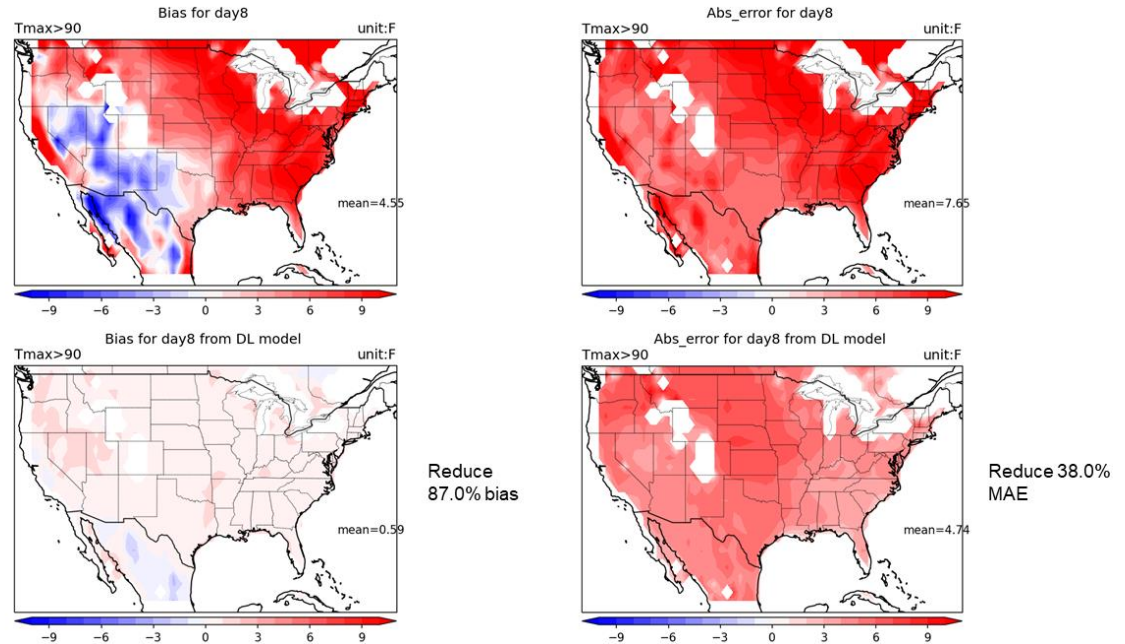 Bias for day8
Tmax>90 unit:F
mean=4.55
−9 −6 −3 0 3 6 9
Abs_error for day8
Tmax>90 unit:F
mean=7.65
−9 −6 −3 0 3 6 9
Bias for day8 from DL model
Tmax>90 unit:F
mean=0.59
−9 −6 −3 0 3 6 9
Reduce
87.0% bias
Abs_error for day8 from DL model
Tmax>90 unit:F
mean=4.74
−9 −6 −3 0 3 6 9
Reduce 38.0%
MAE